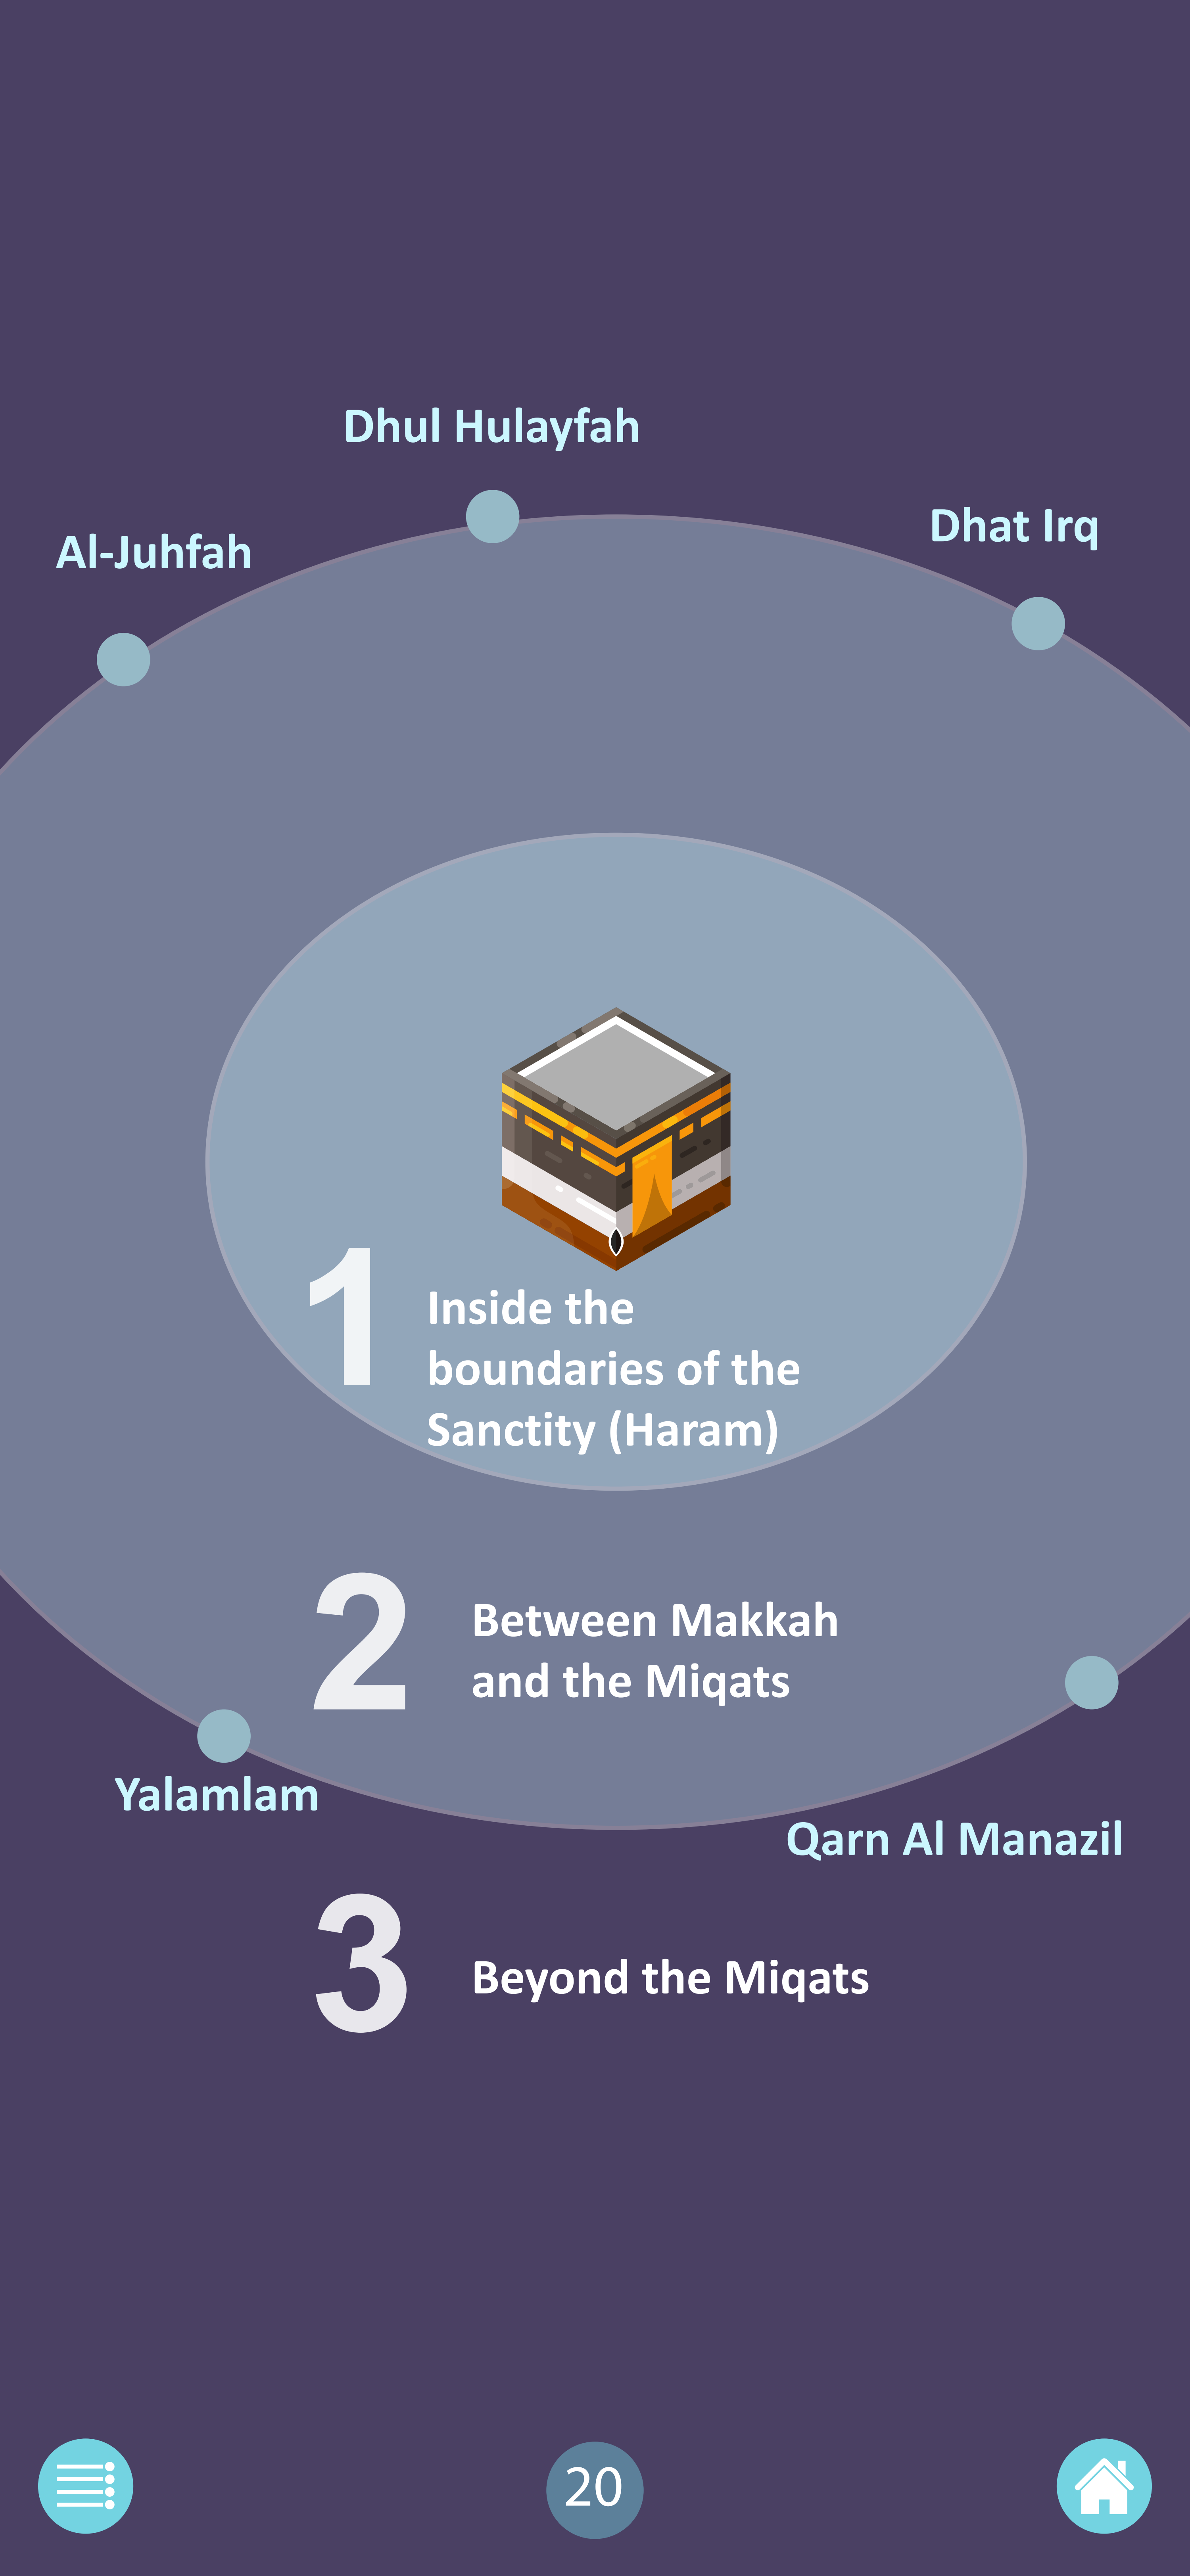 Dhul Hulayfah
Dhat Irq
Al-Juhfah
1
Inside the
boundaries of the
Sanctity (Haram)
2
Between Makkah
and the Miqats
Yalamlam
Qarn Al Manazil
3
Beyond the Miqats
20